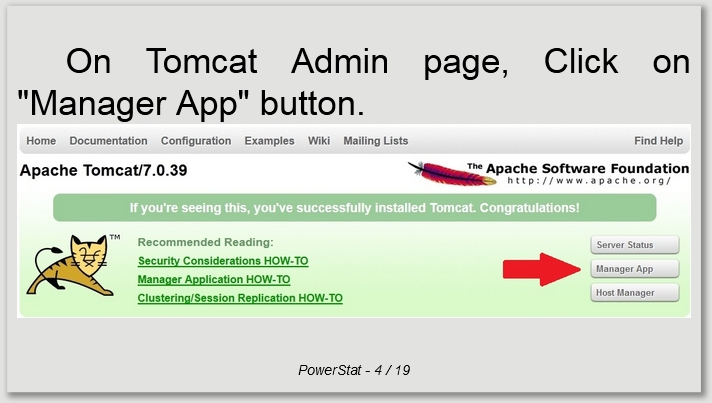 On Tomcat Admin page, Click on
"Manager App" button.
Home Documentation Configuration Examples Wiki Mailing Lists Find Help
Apache Tomcat/7.0.39
The Apache Software Foundation
http://www.apache.org/
If you're seeing this, you've successfully installed Tomcat. Congratulations!
TM
Recommended Reading:
Security Considerations HOW-TO
Manager Application HOW-TO
Clustering/Session Replication HOW-TO
Server Status
Manager App
Host Manager
PowerStat - 4 / 19